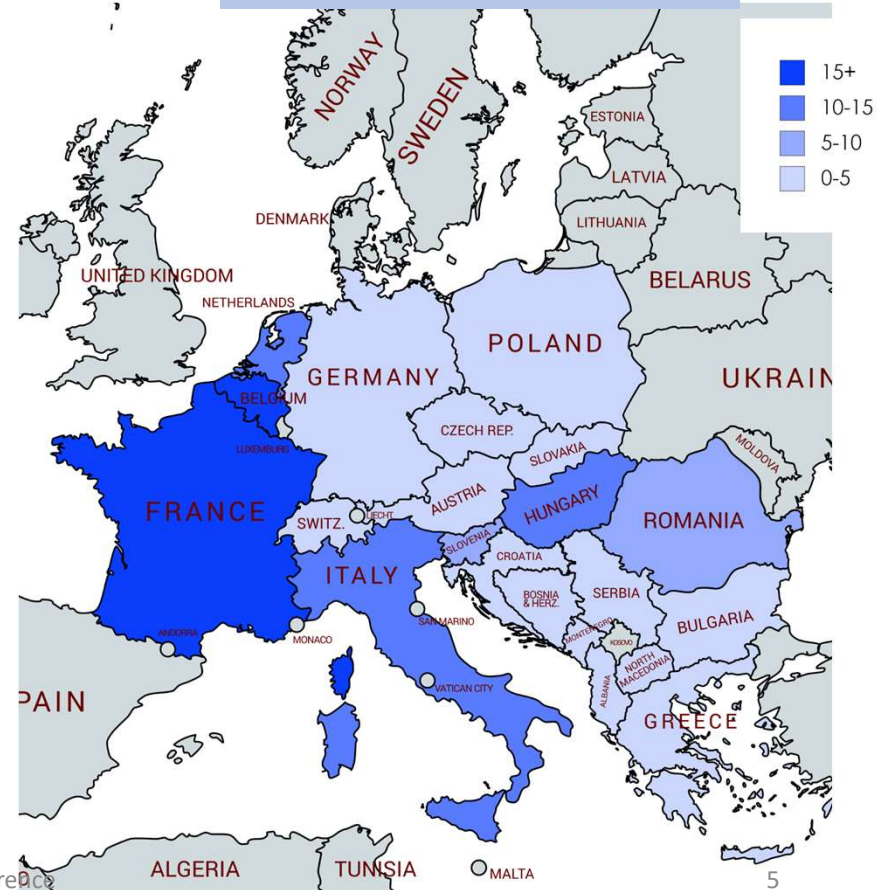 NORWAY
SWEDEN
15+
10-15
5-10
0-5
ESTONIA
LATVIA
LITHUANIA
DENMARK
BELARUS
UNITED KINGDOM
NETHERLANDS
POLAND
GERMANY
UKRAIN
BELGIUM
CZECH REP.
LUXEMBURG
SLOVAKIA
MOLDOVA
AUSTRIA
HUNGARY
FRANCE
SWITZ.
LIECHT.
ROMANIA
SLOVENIA
CROATIA
ITALY
BOSNIA
& HERZ.
SERBIA
SAN MARINO
BULGARIA
MONTENEGRO
KOSOVO
ANDORRA
MONACO
NORTH
MACEDONIA
ALBANIA
VATICAN CITY
PAIN
GREECE
ALGERIA
TUNISIA
MALTA
rence
5